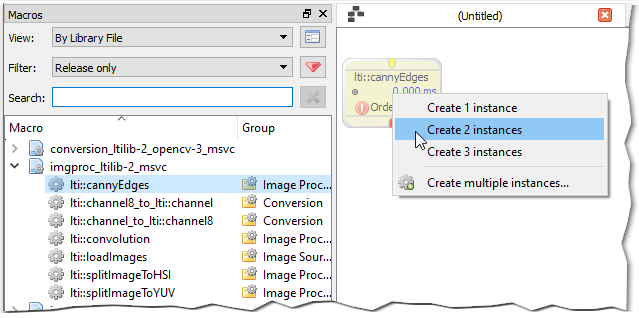 Macros
View: By Library File
Filter: Release only
Search:
Macro Group
conversion_ltilib-2_opencv-3_msvc
imgproc_ltilib-2_msvc
lti::cannyEdges Image Proc...
lti::channel8_to_lti::channel Conversion
lti::channel_to_lti::channel8 Conversion
lti::convolution Image Proc...
lti::loadImages Image Sour...
lti::splitImageToHSI Image Proc...
lti::splitImageToYUV Image Proc...
(Untitled)
lti::cannyEdges
0.000 ms
Orde
Create 1 instance
Create 2 instances
Create 3 instances
Create multiple instances...